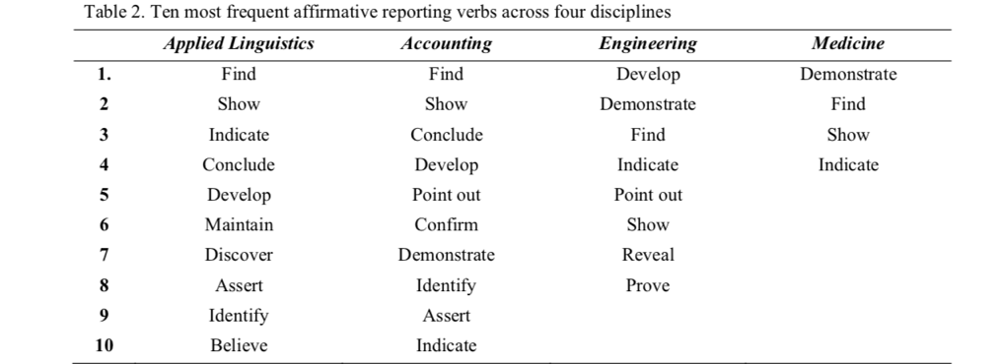 Table 2. Ten most frequent affirmative reporting verbs across four disciplines
Applied Linguistics Accounting Engineering Medicine
1. Find Find Develop Demonstrate
2 Show Show Demonstrate Find
3 Indicate Conclude Find Show
4 Conclude Develop Indicate Indicate
5 Develop Point out Point out
6 Maintain Confirm Show
7 Discover Demonstrate Reveal
8 Assert Identify Prove
9 Identify Assert
10 Believe Indicate